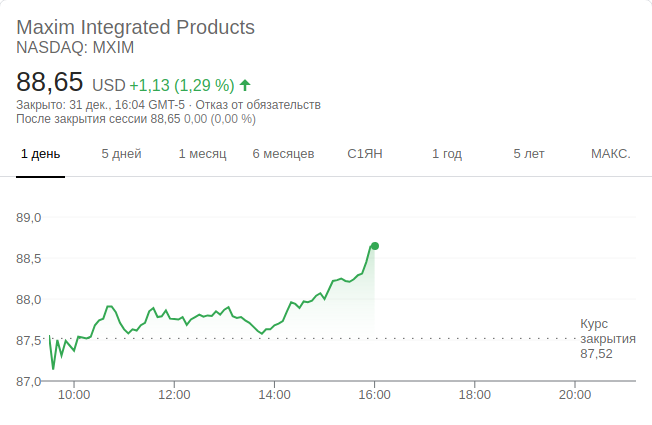 Maxim Integrated Products
NASDAQ: MXIM
88,65 USD +1,13 (1,29 %)
Закрыто: 31 дек., 16:04 GMT-5 · Отказ от обязательств
После закрытия сессии 88,65 0,00 (0,00 %)
1 день 5 дней 1 месяц 6 месяцев С1ЯН 1 год 5 лет МАКС.
89,0
88,5
88,0
87,5
87,0
Курс
закрытия
87,52
10:00 12:00 14:00 16:00 18:00 20:00